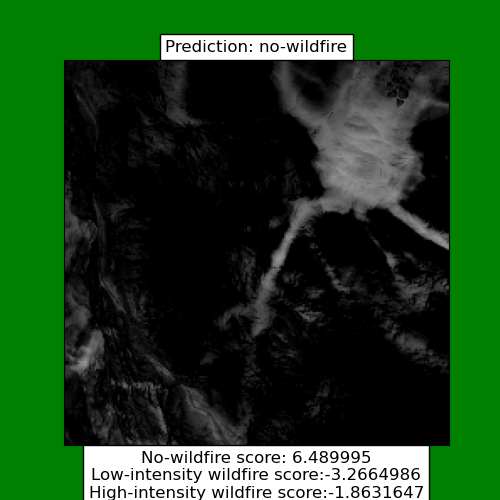 Prediction: no-wildfire
No-wildfire score: 6.489995
Low-intensity wildfire score:-3.2664986
High-intensity wildfire score:-1.8631647